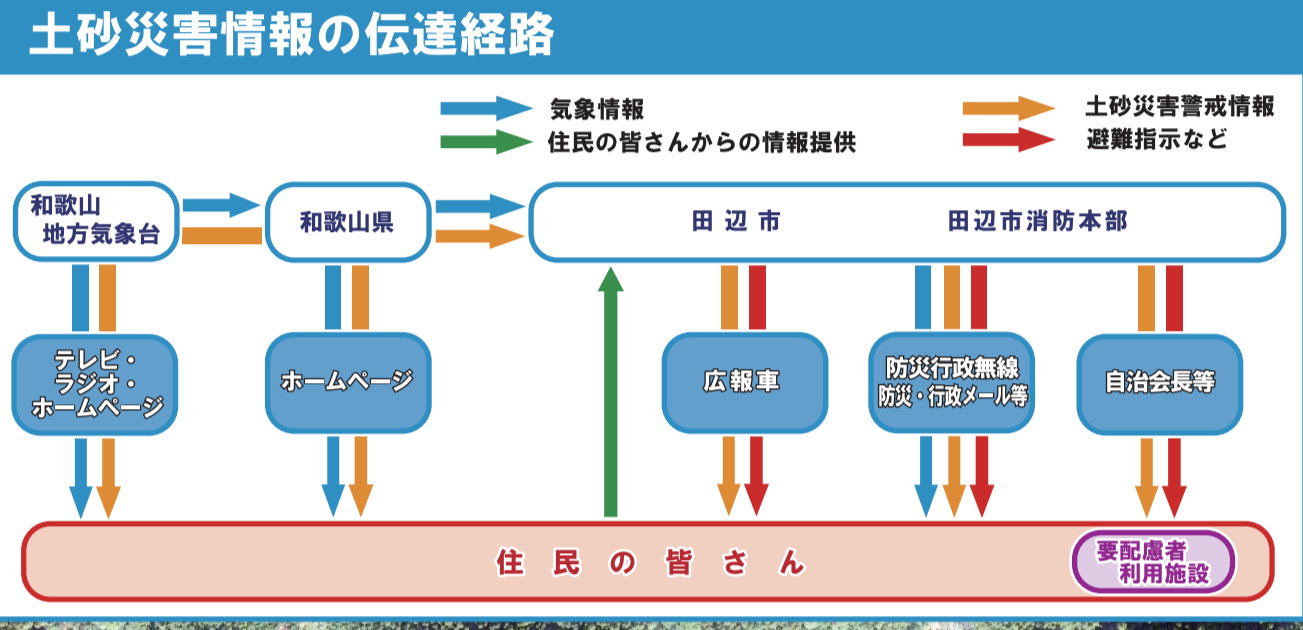 土砂災害情報の伝達経路
気象情報
土砂災害警戒情報
住民の皆さんからの情報提供
避難指示など
和歌山
地方気象台
和歌山県
田辺市
田辺市消防本部
テレビ・
ラジオ・
ホームページ
ホームページ
広報車
防災行政無線
防災・行政メール等
自治会長等
住民の皆さん
要配慮者
利用施設